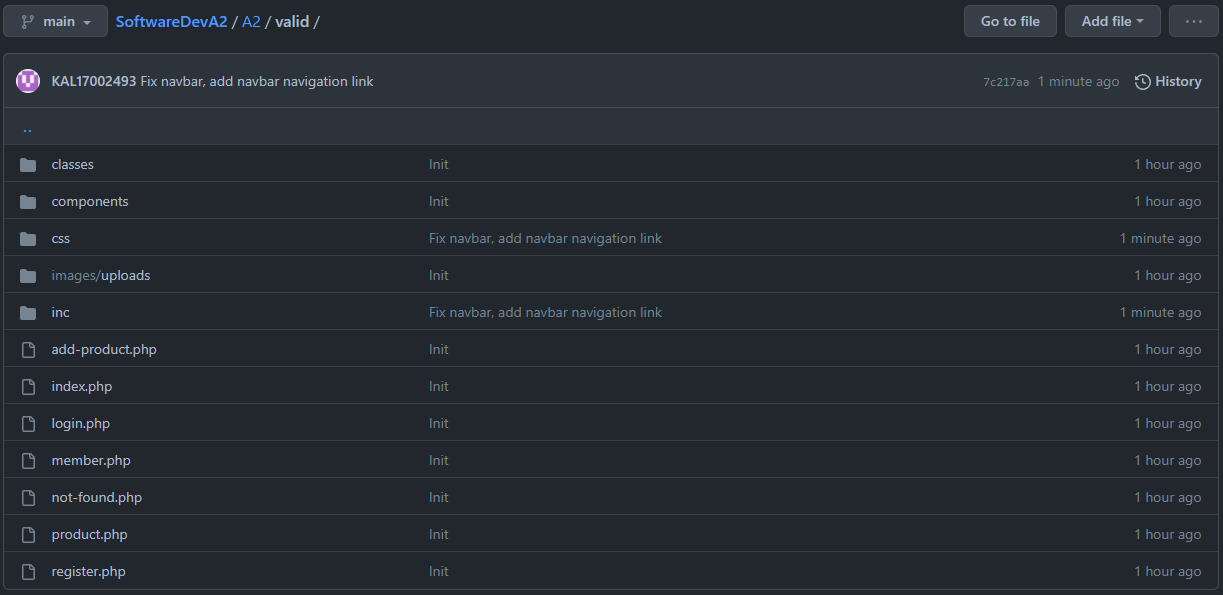 main SoftwareDevA2 / A2 / valid / Go to file Add file ...
KAL17002493 Fix navbar, add navbar navigation link 7c217aa 1 minute ago History
..
classes Init 1 hour ago
components Init 1 hour ago
css Fix navbar, add navbar navigation link 1 minute ago
images/uploads Init 1 hour ago
inc Fix navbar, add navbar navigation link 1 minute ago
add-product.php Init 1 hour ago
index.php Init 1 hour ago
login.php Init 1 hour ago
member.php Init 1 hour ago
not-found.php Init 1 hour ago
product.php Init 1 hour ago
register.php Init 1 hour ago